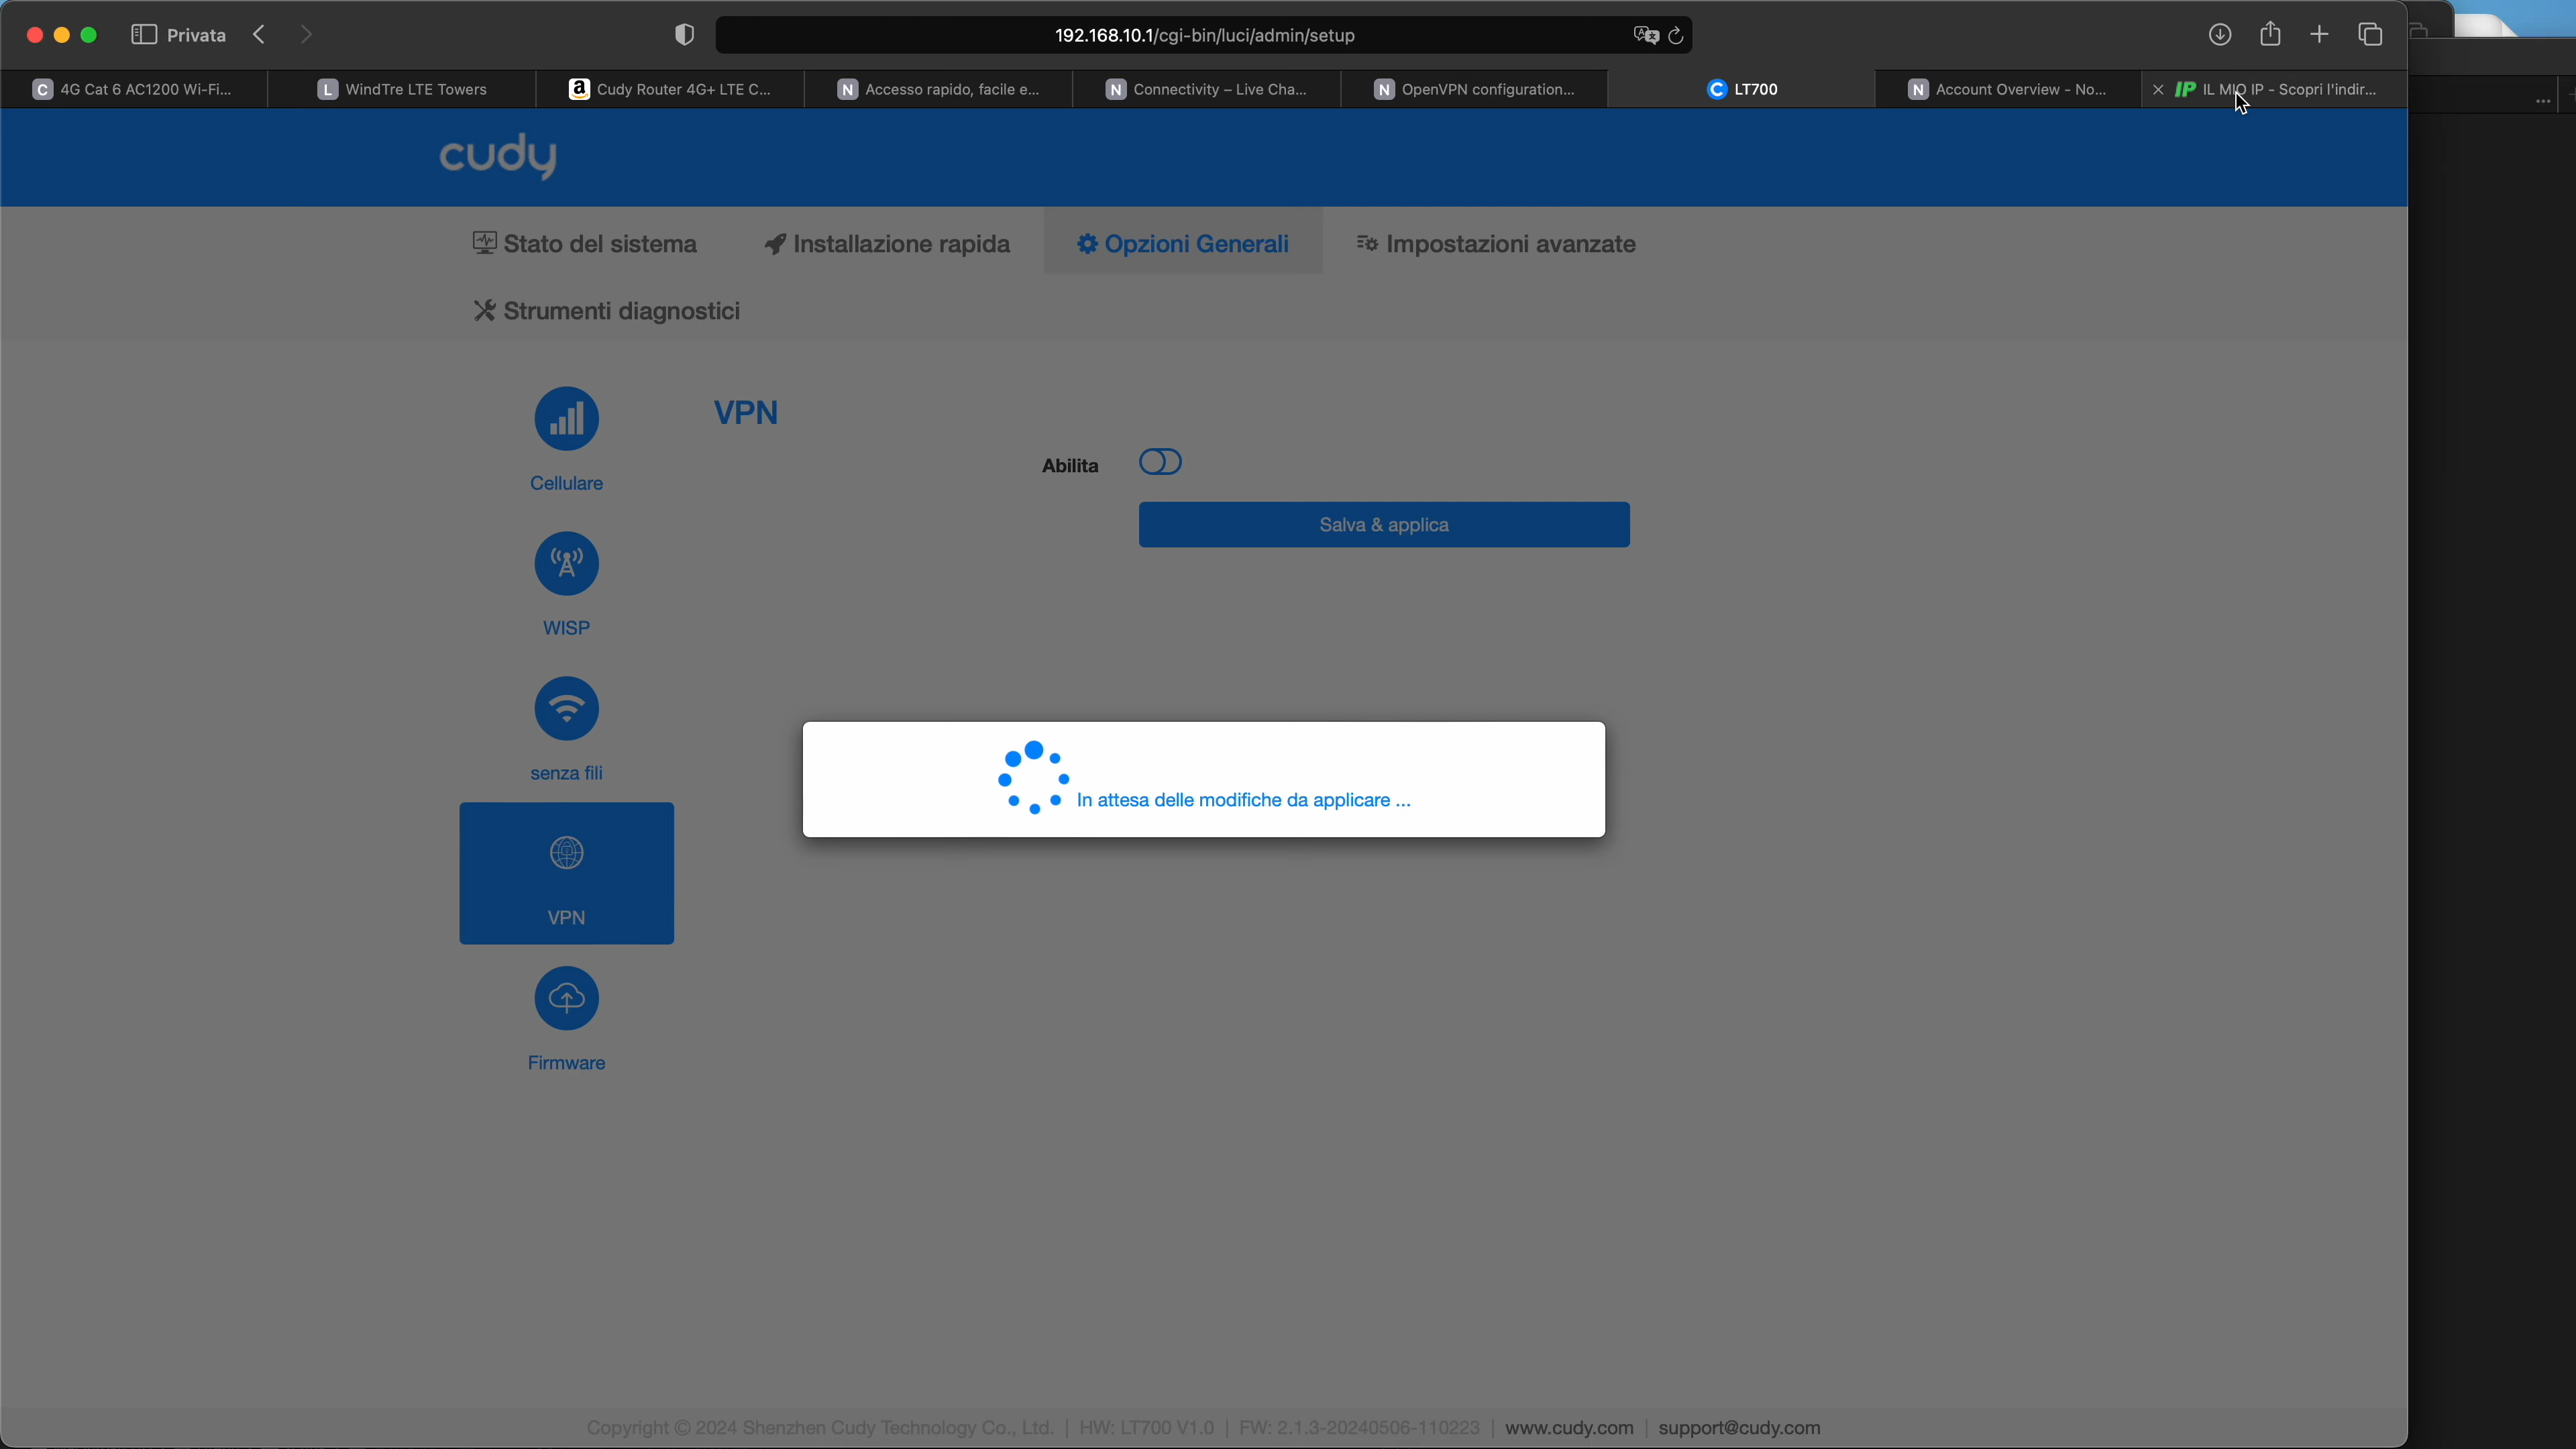 Privata
192.168.10.1/cgi-bin/luci/admin/setup
C 4G Cat 6 AC1200 Wi-Fi...
L WindTre LTE Towers
a Cudy Router 4G+ LTE C...
N Accesso rapido, facile e...
N Connectivity – Live Cha...
N OpenVPN configuration...
C LT700
N Account Overview - No...
IP IL MIO IP - Scopri l'indir...
cudy
Stato del sistema
Installazione rapida
Opzioni Generali
Impostazioni avanzate
Strumenti diagnostici
Cellulare
WISP
senza fili
VPN
Firmware
VPN
Abilita
Salva & applica
In attesa delle modifiche da applicare ...
Copyright © 2024 Shenzhen Cudy Technology Co., Ltd. | HW: LT700 V1.0 | FW: 2.1.3-20240506-110223 | www.cudy.com | support@cudy.com